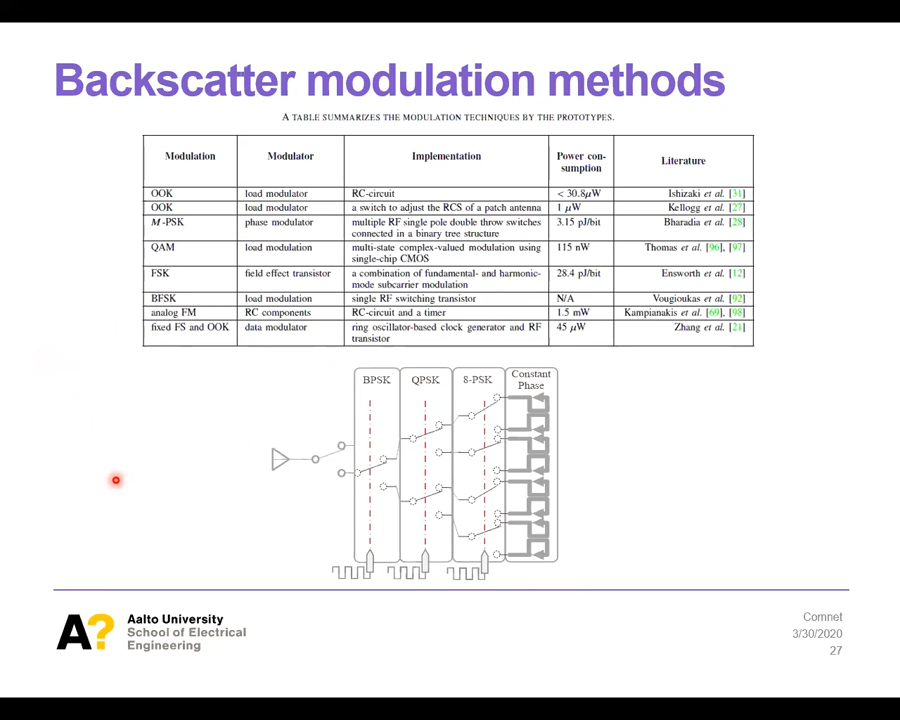 Backscatter modulation methods
A TABLE SUMMARIZES THE MODULATION TECHNIQUES BY THE PROTOTYPES.
Modulation Modulator Implementation Power con-
sumption Literature
OOK load modulator RC-circuit < 30.8μW Ishizaki et al. [31]
OOK load modulator a switch to adjust the RCS of a patch antenna 1 μW Kellogg et al. [27]
M-PSK phase modulator multiple RF single pole double throw switches 3.15 pJ/bit Bharadia et al. [28]
connected in a binary tree structure
QAM load modulation multi-state complex-valued modulation using 115 nW Thomas et al. [96], [97]
single-chip CMOS
FSK field effect transistor a combination of fundamental- and harmonic- 28.4 pJ/bit Ensworth et al. [12]
mode subcarrier modulation
BFSK load modulation single RF switching transistor N/A Vougioukas et al. [92]
analog FM RC components RC-circuit and a timer 1.5 mW Kampianakis et al. [69], [98]
fixed FS and OOK data modulator ring oscillator-based clock generator and RF 45 μW Zhang et al. [21]
transistor
BPSK QPSK 8-PSK Constant
Phase
A?
Aalto University
School of Electrical
Engineering
Comnet
3/30/2020
27